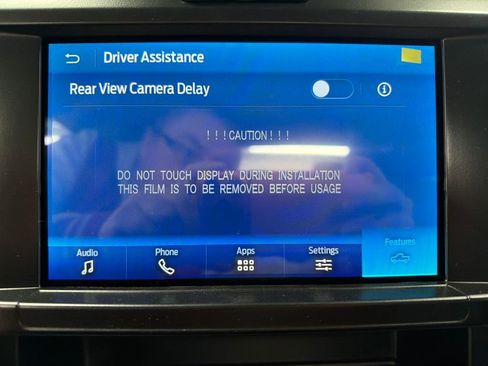 Driver Assistance
Rear View Camera Delay
!!!CAUTION!!!
DO NOT TOUCH DISPLAY DURING INSTALLATION
THIS FILM IS TO BE REMOVED BEFORE USAGE
Audio Phone Apps Settings Features